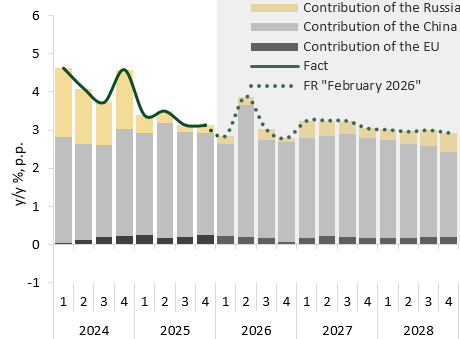 Contribution of the Russia
Contribution of the China
Contribution of the EU
Fact
FR "February 2026"
y/y %, p.p.
6
5
4
3
2
1
0
-1
1 2 3 4 1 2 3 4 1 2 3 4 1 2 3 4 1 2 3 4
2024 2025 2026 2027 2028